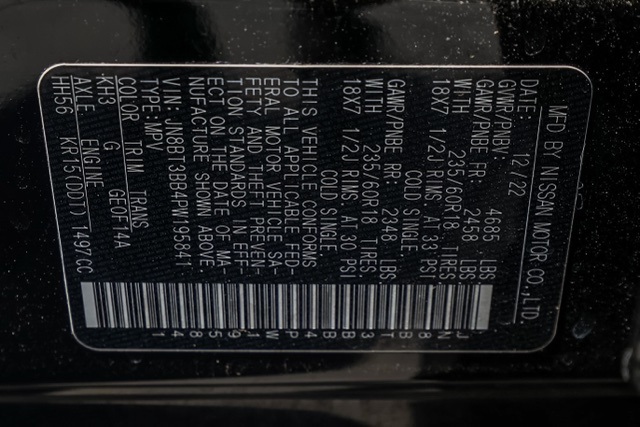 MFD BY NISSAN MOTOR CO.,LTD.
DATE: 12/22
GVWR/PNBV: 4685 LBS
GAWR/PNBE FR: 2458 LBS
WITH 235/60R18 TIRES,
18X7 1/2J RIMS AT 33 PSI
COLD SINGLE,
GAWR/PNBE RR: 2348 LBS
WITH 235/60R18 TIRES,
18X7 1/2J RIMS AT 30 PSI
COLD SINGLE
THIS VEHICLE CONFORMS
TO ALL APPLICABLE FED-
ERAL MOTOR VEHICLE SA-
FETY AND THEFT PREVEN-
TION STANDARDS IN EFF-
ECT ON THE DATE OF MA-
NUFACTURE SHOWN ABOVE.
VIN: JN8BT3BB4PW195841
TYPE:MPV
COLOR TRIM TRANS
KH3 G GE0F14A
AXLE ENGINE
HH56 KR15(DDT) 1497CC
JN8BT3BB4PW195841